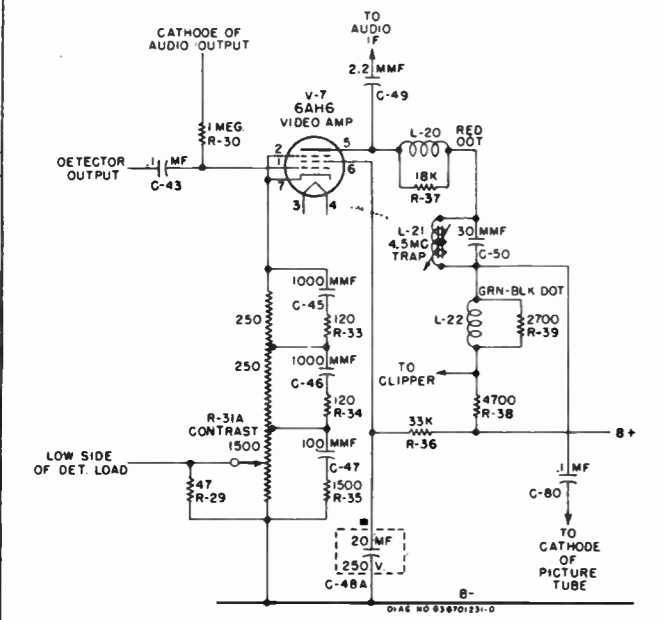 CATHODE OF
AUDIO OUTPUT
TO
AUDIO
IF
2.2 MMF
C-49
V-7
6AH6
VIDEO AMP
1 MEG.
R-30
DETECTOR
OUTPUT
.1 MF
C-43
2
1
7
5
6
3 4
L-20
RED
DOT
18K
R-37
L-21
4.5MC
TRAP
30 MMF
C-50
GRN-BLK DOT
L-22
2700
R-39
TO
CLIPPER
4700
R-38
1000 MMF
C-45
250
120
R-33
1000 MMF
C-46
250
120
R-34
R-31A
CONTRAST
1500
100 MMF
C-47
1500
R-35
LOW SIDE
OF DET. LOAD
47
R-29
33K
R-36
B+
.1 MF
C-80
TO
CATHODE
OF
PICTURE
TUBE
20 MF
250 V.
C-48A
B-
DIAG NO 636701231-0